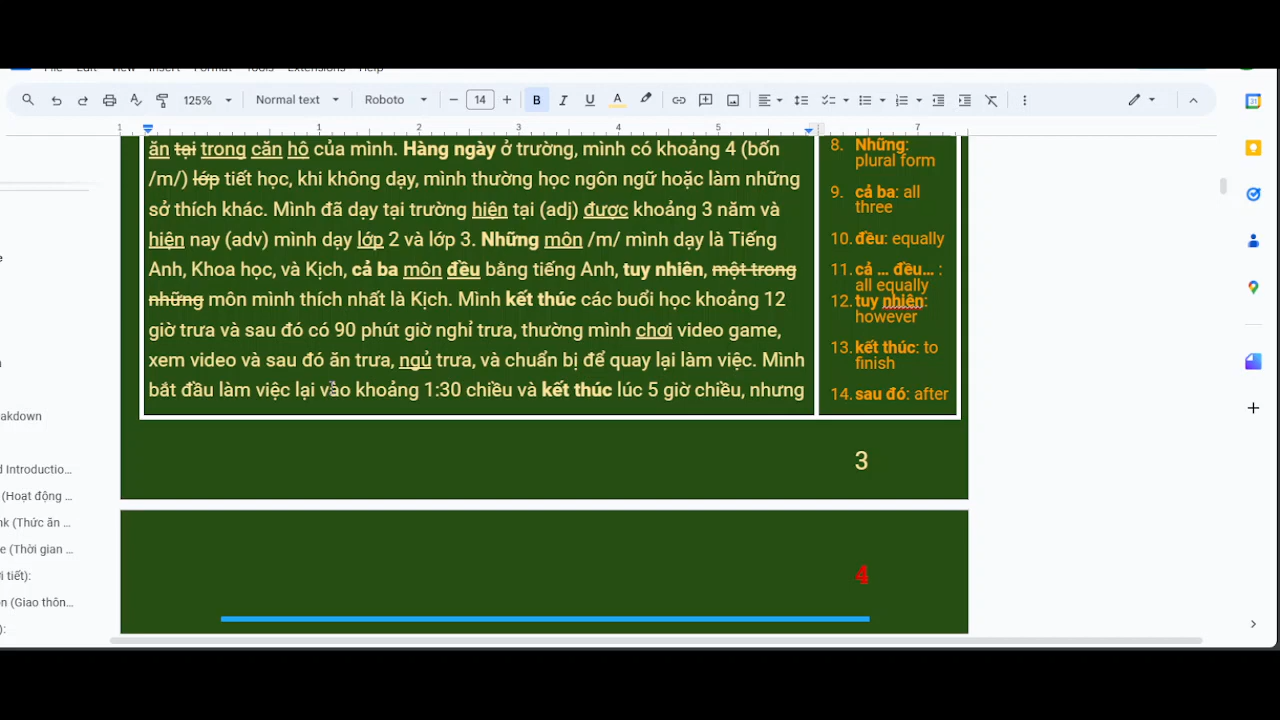 125% Normal text Roboto 14 B I U A
1 1 2 3 4 5 7
ăn tại trong căn hộ của mình. Hàng ngày ở trường, mình có khoảng 4 (bốn
/m/) lớp tiết học, khi không dạy, mình thường học ngôn ngữ hoặc làm những
sở thích khác. Mình đã dạy tại trường hiện tại (adj) được khoảng 3 năm và
hiện nay (adv) mình dạy lớp 2 và lớp 3. Những môn /m/ mình dạy là Tiếng
Anh, Khoa học, và Kịch, cả ba môn đều bằng tiếng Anh, tuy nhiên, một trong
những môn mình thích nhất là Kịch. Mình kết thúc các buổi học khoảng 12
giờ trưa và sau đó có 90 phút giờ nghỉ trưa, thường mình chơi video game,
xem video và sau đó ăn trưa, ngủ trưa, và chuẩn bị để quay lại làm việc. Mình
bắt đầu làm việc lại vào khoảng 1:30 chiều và kết thúc lúc 5 giờ chiều, nhưng
8. Những:
plural form
9. cả ba: all
three
10. đều: equally
11. cả ... đều... :
all equally
12. tuy nhiên:
however
13. kết thúc: to
finish
14. sau đó: after
3
4
e
akdown
d Introductio...
(Hoạt động ...
nk (Thức ăn ...
e (Thời gian ...
i tiết):
n (Giao thôn...
):
31